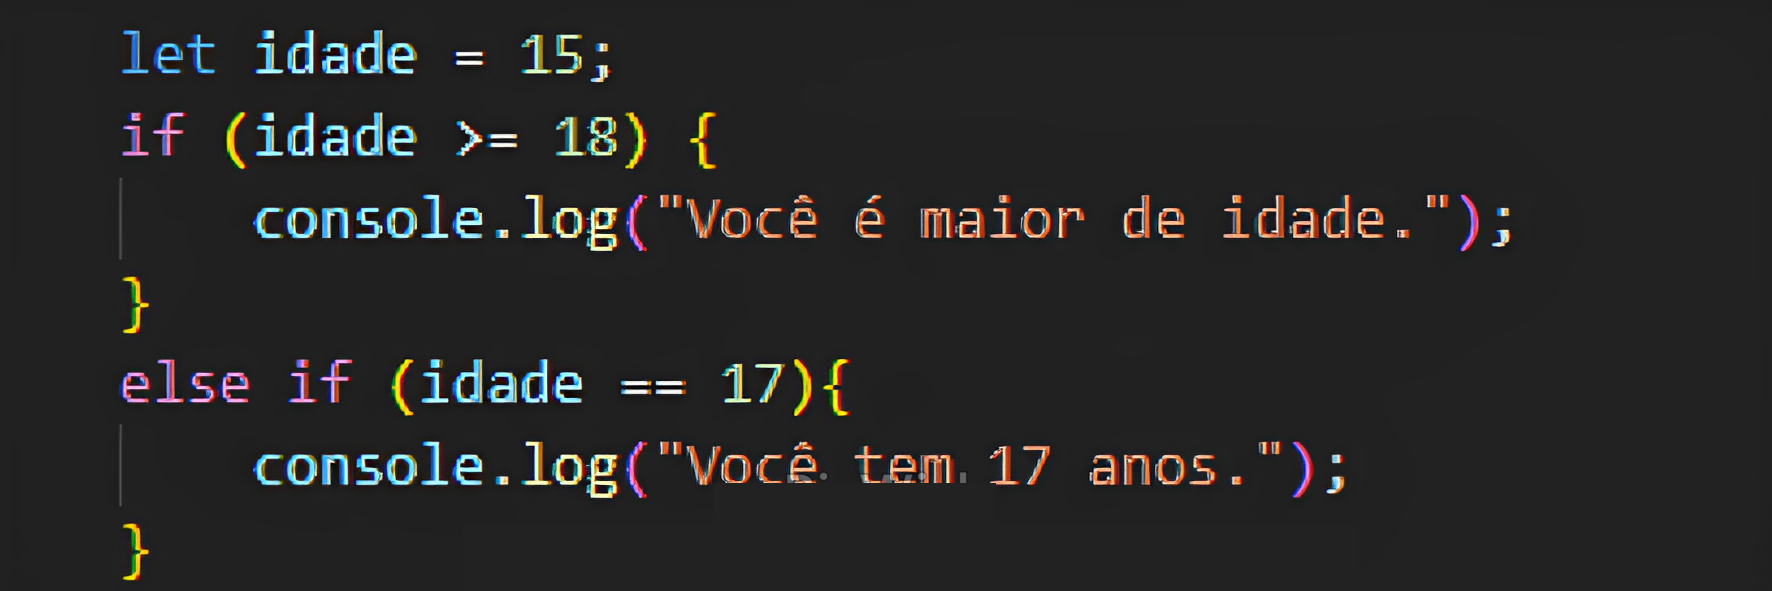 let idade = 15;
if (idade >= 18) {
    console.log("Você é maior de idade.");
}
else if (idade == 17){
    console.log("Você tem 17 anos.");
}